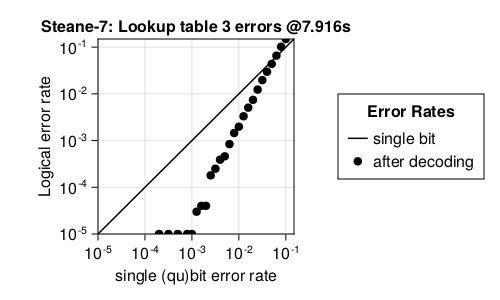 Steane-7: Lookup table 3 errors @7.916s
Logical error rate
10⁻¹
10⁻²
10⁻³
10⁻⁴
10⁻⁵
10⁻⁵ 10⁻⁴ 10⁻³ 10⁻² 10⁻¹
single (qu)bit error rate
Error Rates
single bit
after decoding